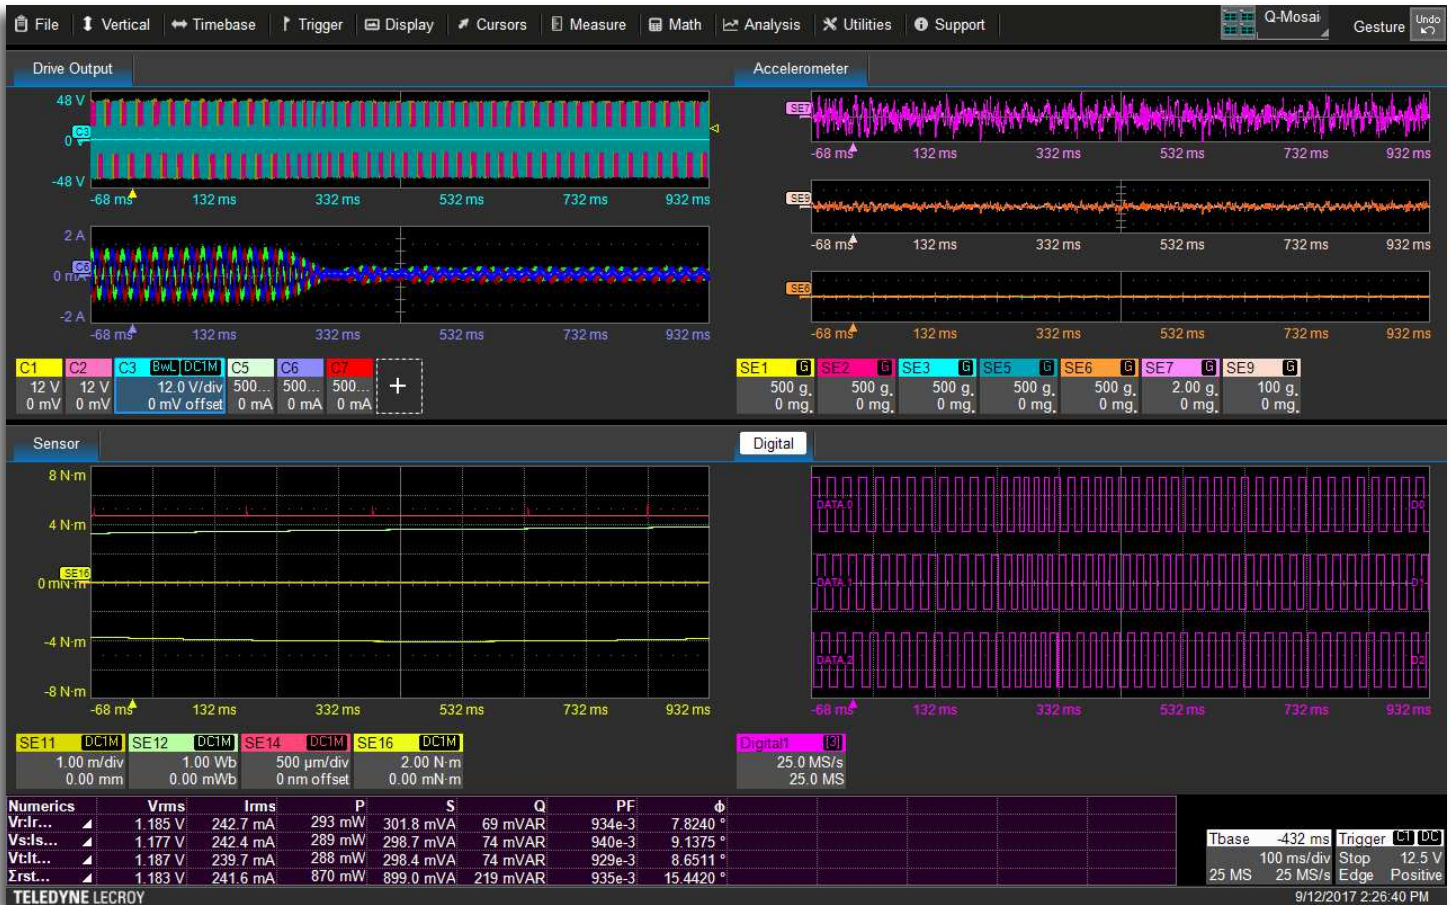 File Vertical Timebase Trigger Display Cursors Measure Math Analysis Utilities Support Q-Mosai Gesture Undo
Drive Output
48 V
C3
0
-48 V
-68 ms 132 ms 332 ms 532 ms 732 ms 932 ms
2 A
C6
0 m
-2 A
-68 ms 132 ms 332 ms 532 ms 732 ms 932 ms
C1 C2 C3 BwL DC1M C5 C6 C7
12 V 12 V 12.0 V/div 500... 500... 500...
0 mV 0 mV 0 mV offset 0 mA 0 mA 0 mA
+
Accelerometer
SE7
-68 ms 132 ms 332 ms 532 ms 732 ms 932 ms
SE9
-68 ms 132 ms 332 ms 532 ms 732 ms 932 ms
SE6
-68 ms 132 ms 332 ms 532 ms 732 ms 932 ms
SE1 G SE2 G SE3 G SE5 G SE6 G SE7 G SE9 G
500 g. 500 g. 500 g. 500 g. 500 g. 2.00 g. 100 g.
0 mg. 0 mg. 0 mg. 0 mg. 0 mg. 0 mg. 0 mg.
Sensor
8 N·m
4 N·m
SE16
0 mN·m
-4 N·m
-8 N·m
-68 ms 132 ms 332 ms 532 ms 732 ms 932 ms
SE11 DC1M SE12 SE14 DC1M SE16 DC1M
1.00 m/div 1.00 Wb 500 µm/div 2.00 N·m
0.00 mm 0.00 mWb 0 nm offset 0.00 mN·m
Digital
DATA.0 D0
DATA.1 D1
DATA.2 D2
-68 ms 132 ms 332 ms 532 ms 732 ms 932 ms
Digital1 [3]
25.0 MS/s
25.0 MS
Numerics Vrms Irms P S Q PF ϕ
Vr:Ir... 1.185 V 242.7 mA 293 mW 301.8 mVA 69 mVAR 934e-3 7.8240 °
Vs:Is... 1.177 V 242.4 mA 289 mW 298.7 mVA 74 mVAR 940e-3 9.1375 °
Vt:It... 1.187 V 239.7 mA 288 mW 298.4 mVA 74 mVAR 929e-3 8.6511 °
Σrst... 1.183 V 241.6 mA 870 mW 899.0 mVA 219 mVAR 935e-3 15.4420 °
Tbase -432 ms Trigger C1 DC
100 ms/div Stop 12.5 V
25 MS 25 MS/s Edge Positive
TELEDYNE LECROY 9/12/2017 2:26:40 PM